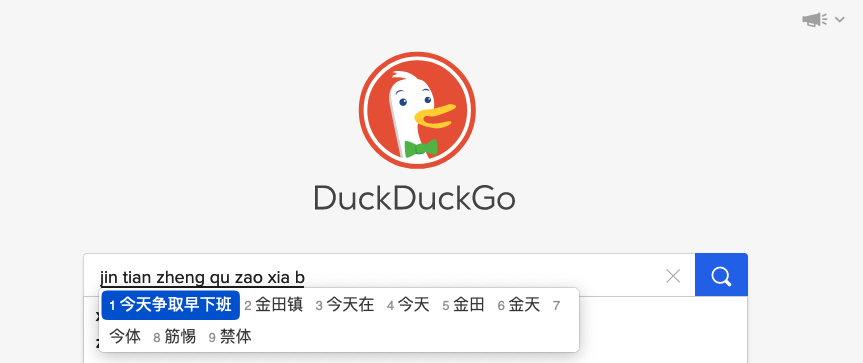 DuckDuckGo
jin tian zheng qu zao xia b
1 今天争取早下班 2 金田镇 3 今天在 4 今天 5 金田 6 金天 7
今体 8 筋惕 9 禁体